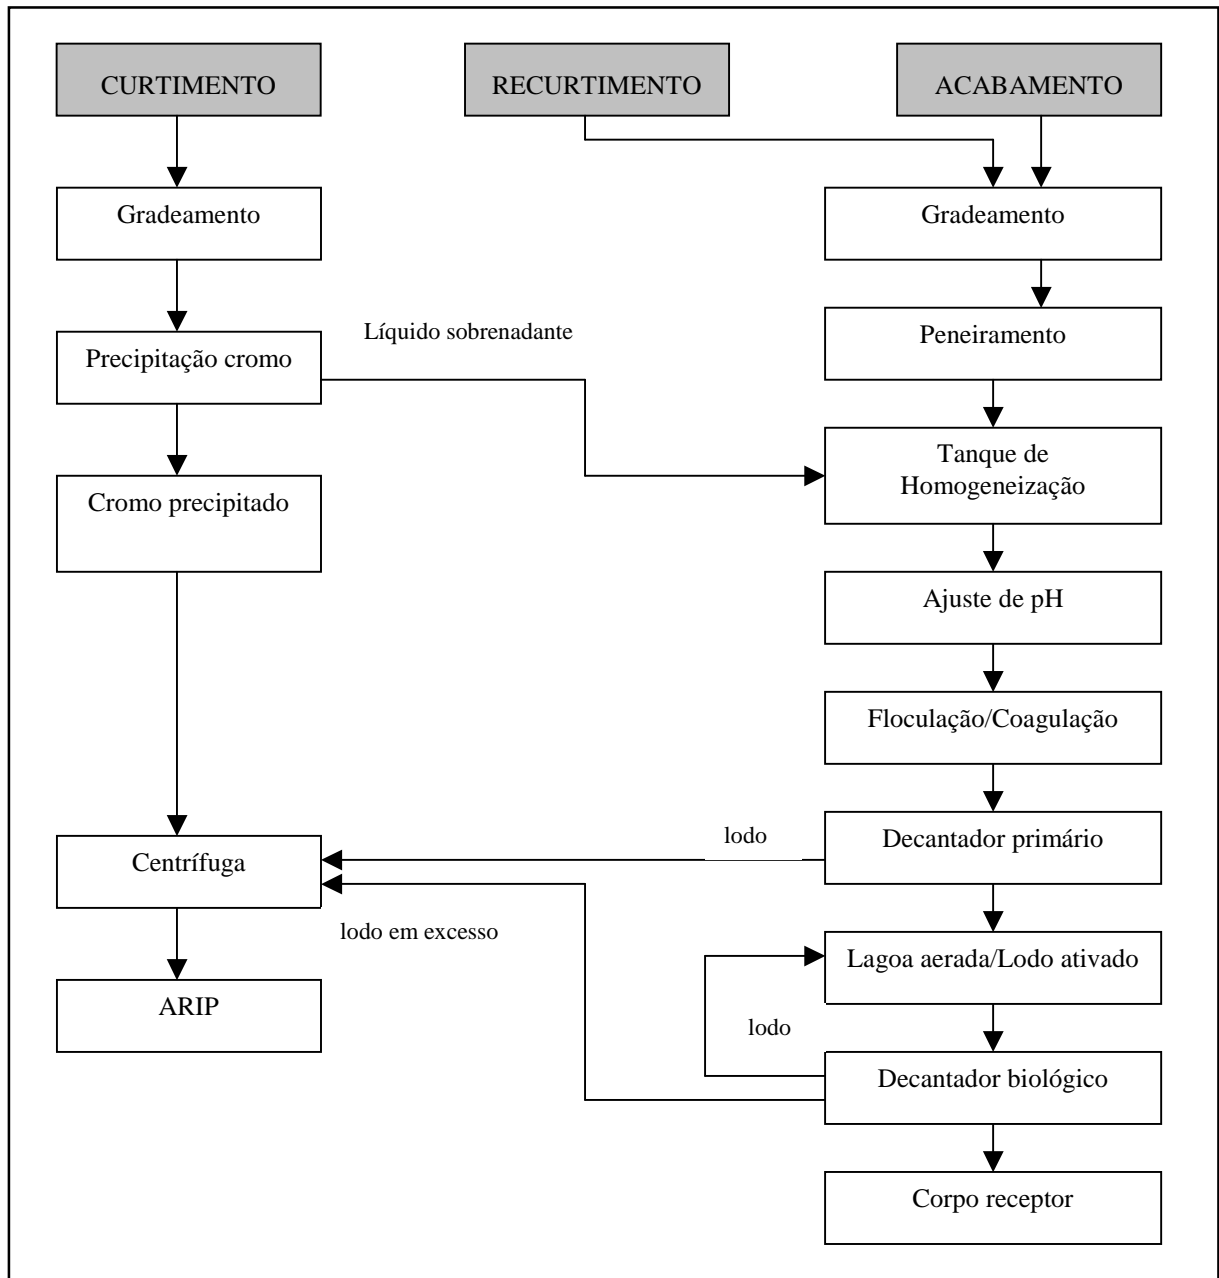 CURTIMENTO
RECURTIMENTO
ACABAMENTO
Gradeamento
Gradeamento
Precipitação cromo
Líquido sobrenadante
Peneiramento
Cromo precipitado
Tanque de
Homogeneização
Ajuste de pH
Floculação/Coagulação
Centrífuga
lodo
Decantador primário
lodo em excesso
Lagoa aerada/Lodo ativado
ARIP
lodo
Decantador biológico
Corpo receptor